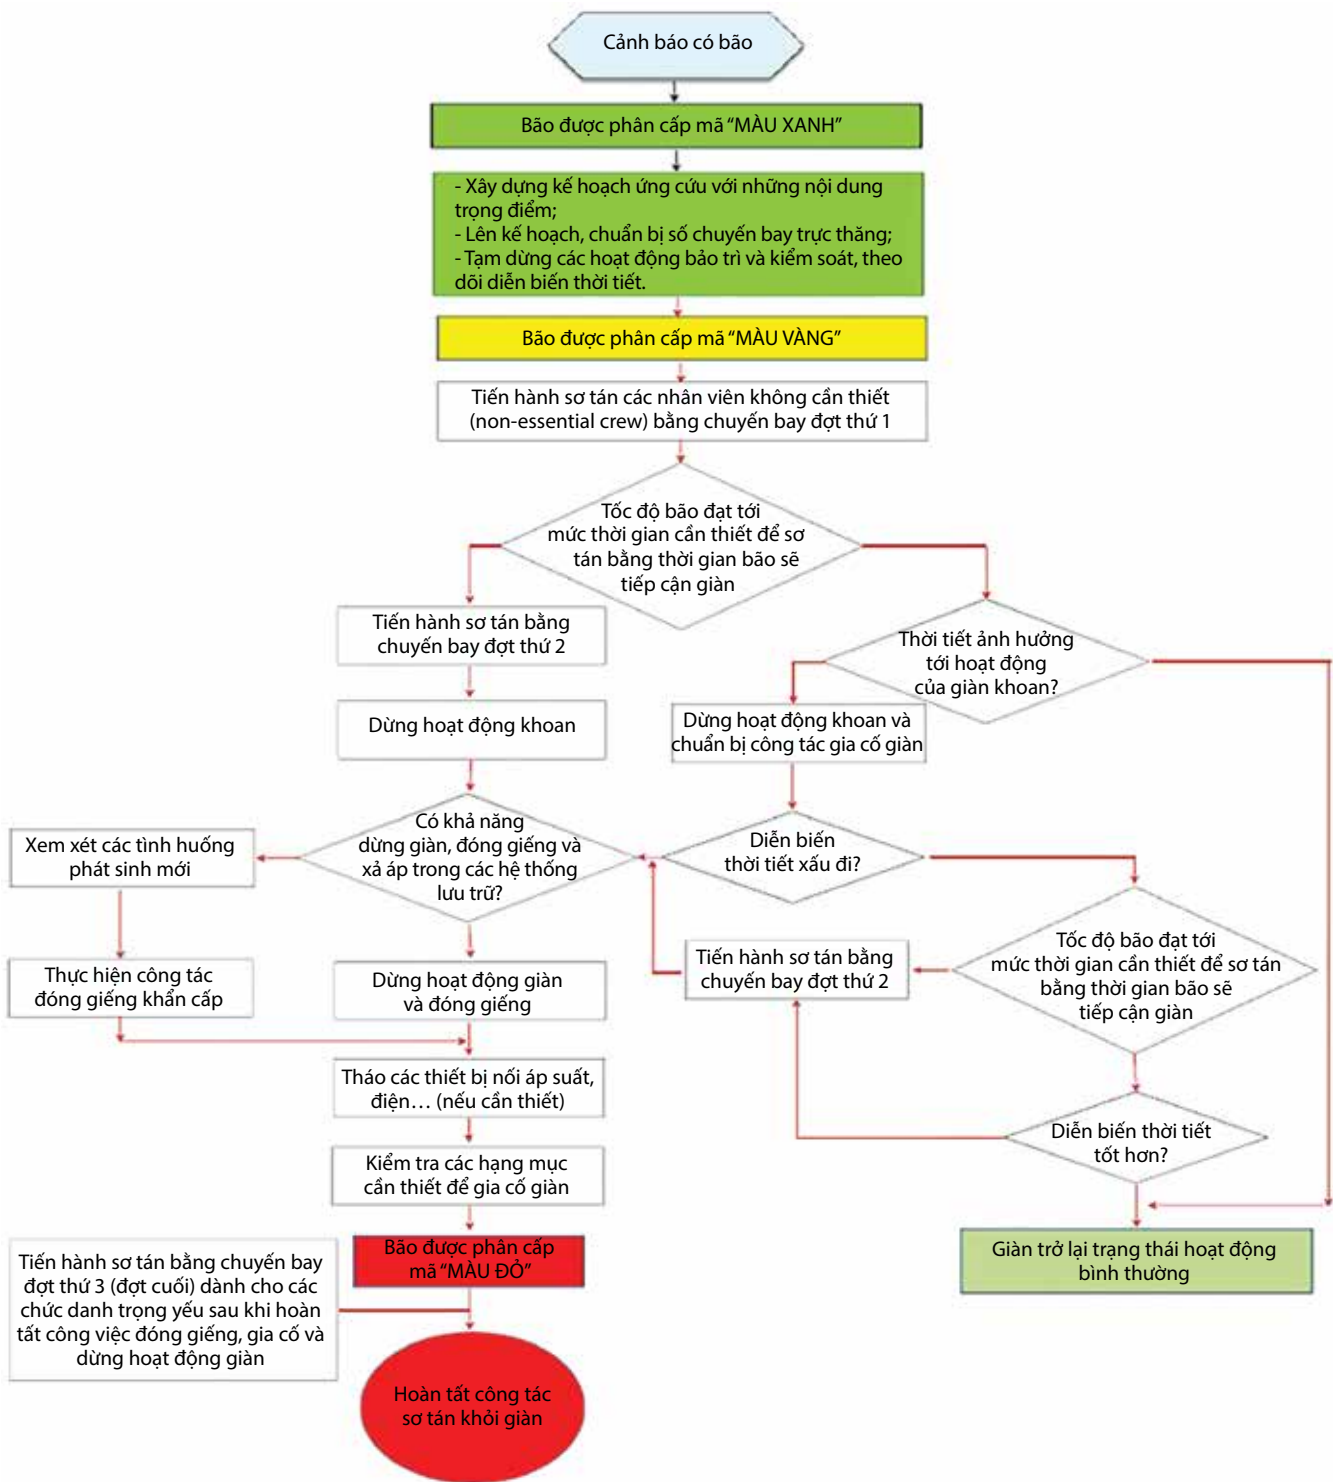 Cảnh báo có bão
Bão được phân cấp mã “MÀU XANH”
- Xây dựng kế hoạch ứng cứu với những nội dung
trọng điểm;
- Lên kế hoạch, chuẩn bị số chuyến bay trực thăng;
- Tạm dừng các hoạt động bảo trì và kiểm soát, theo
dõi diễn biến thời tiết.
Bão được phân cấp mã “MÀU VÀNG”
Tiến hành sơ tán các nhân viên không cần thiết
(non-essential crew) bằng chuyến bay đợt thứ 1
Tốc độ bão đạt tới
mức thời gian cần thiết để sơ
tán bằng thời gian bão sẽ
tiếp cận giàn
Tiến hành sơ tán bằng
chuyến bay đợt thứ 2
Thời tiết ảnh hưởng
tới hoạt động
của giàn khoan?
Dừng hoạt động khoan
Dừng hoạt động khoan và
chuẩn bị công tác gia cố giàn
Xem xét các tình huống
phát sinh mới
Có khả năng
dừng giàn, đóng giếng và
xả áp trong các hệ thống
lưu trữ?
Diễn biến
thời tiết xấu đi?
Thực hiện công tác
đóng giếng khẩn cấp
Dừng hoạt động giàn
và đóng giếng
Tiến hành sơ tán bằng
chuyến bay đợt thứ 2
Tốc độ bão đạt tới
mức thời gian cần thiết để sơ tán
bằng thời gian bão sẽ
tiếp cận giàn
Tháo các thiết bị nối áp suất,
điện… (nếu cần thiết)
Diễn biến thời tiết
tốt hơn?
Kiểm tra các hạng mục
cần thiết để gia cố giàn
Bão được phân cấp
mã “MÀU ĐỎ”
Giàn trở lại trạng thái hoạt động
bình thường
Tiến hành sơ tán bằng chuyến bay
đợt thứ 3 (đợt cuối) dành cho các
chức danh trọng yếu sau khi hoàn
tất công việc đóng giếng, gia cố và
dừng hoạt động giàn
Hoàn tất công tác
sơ tán khỏi giàn